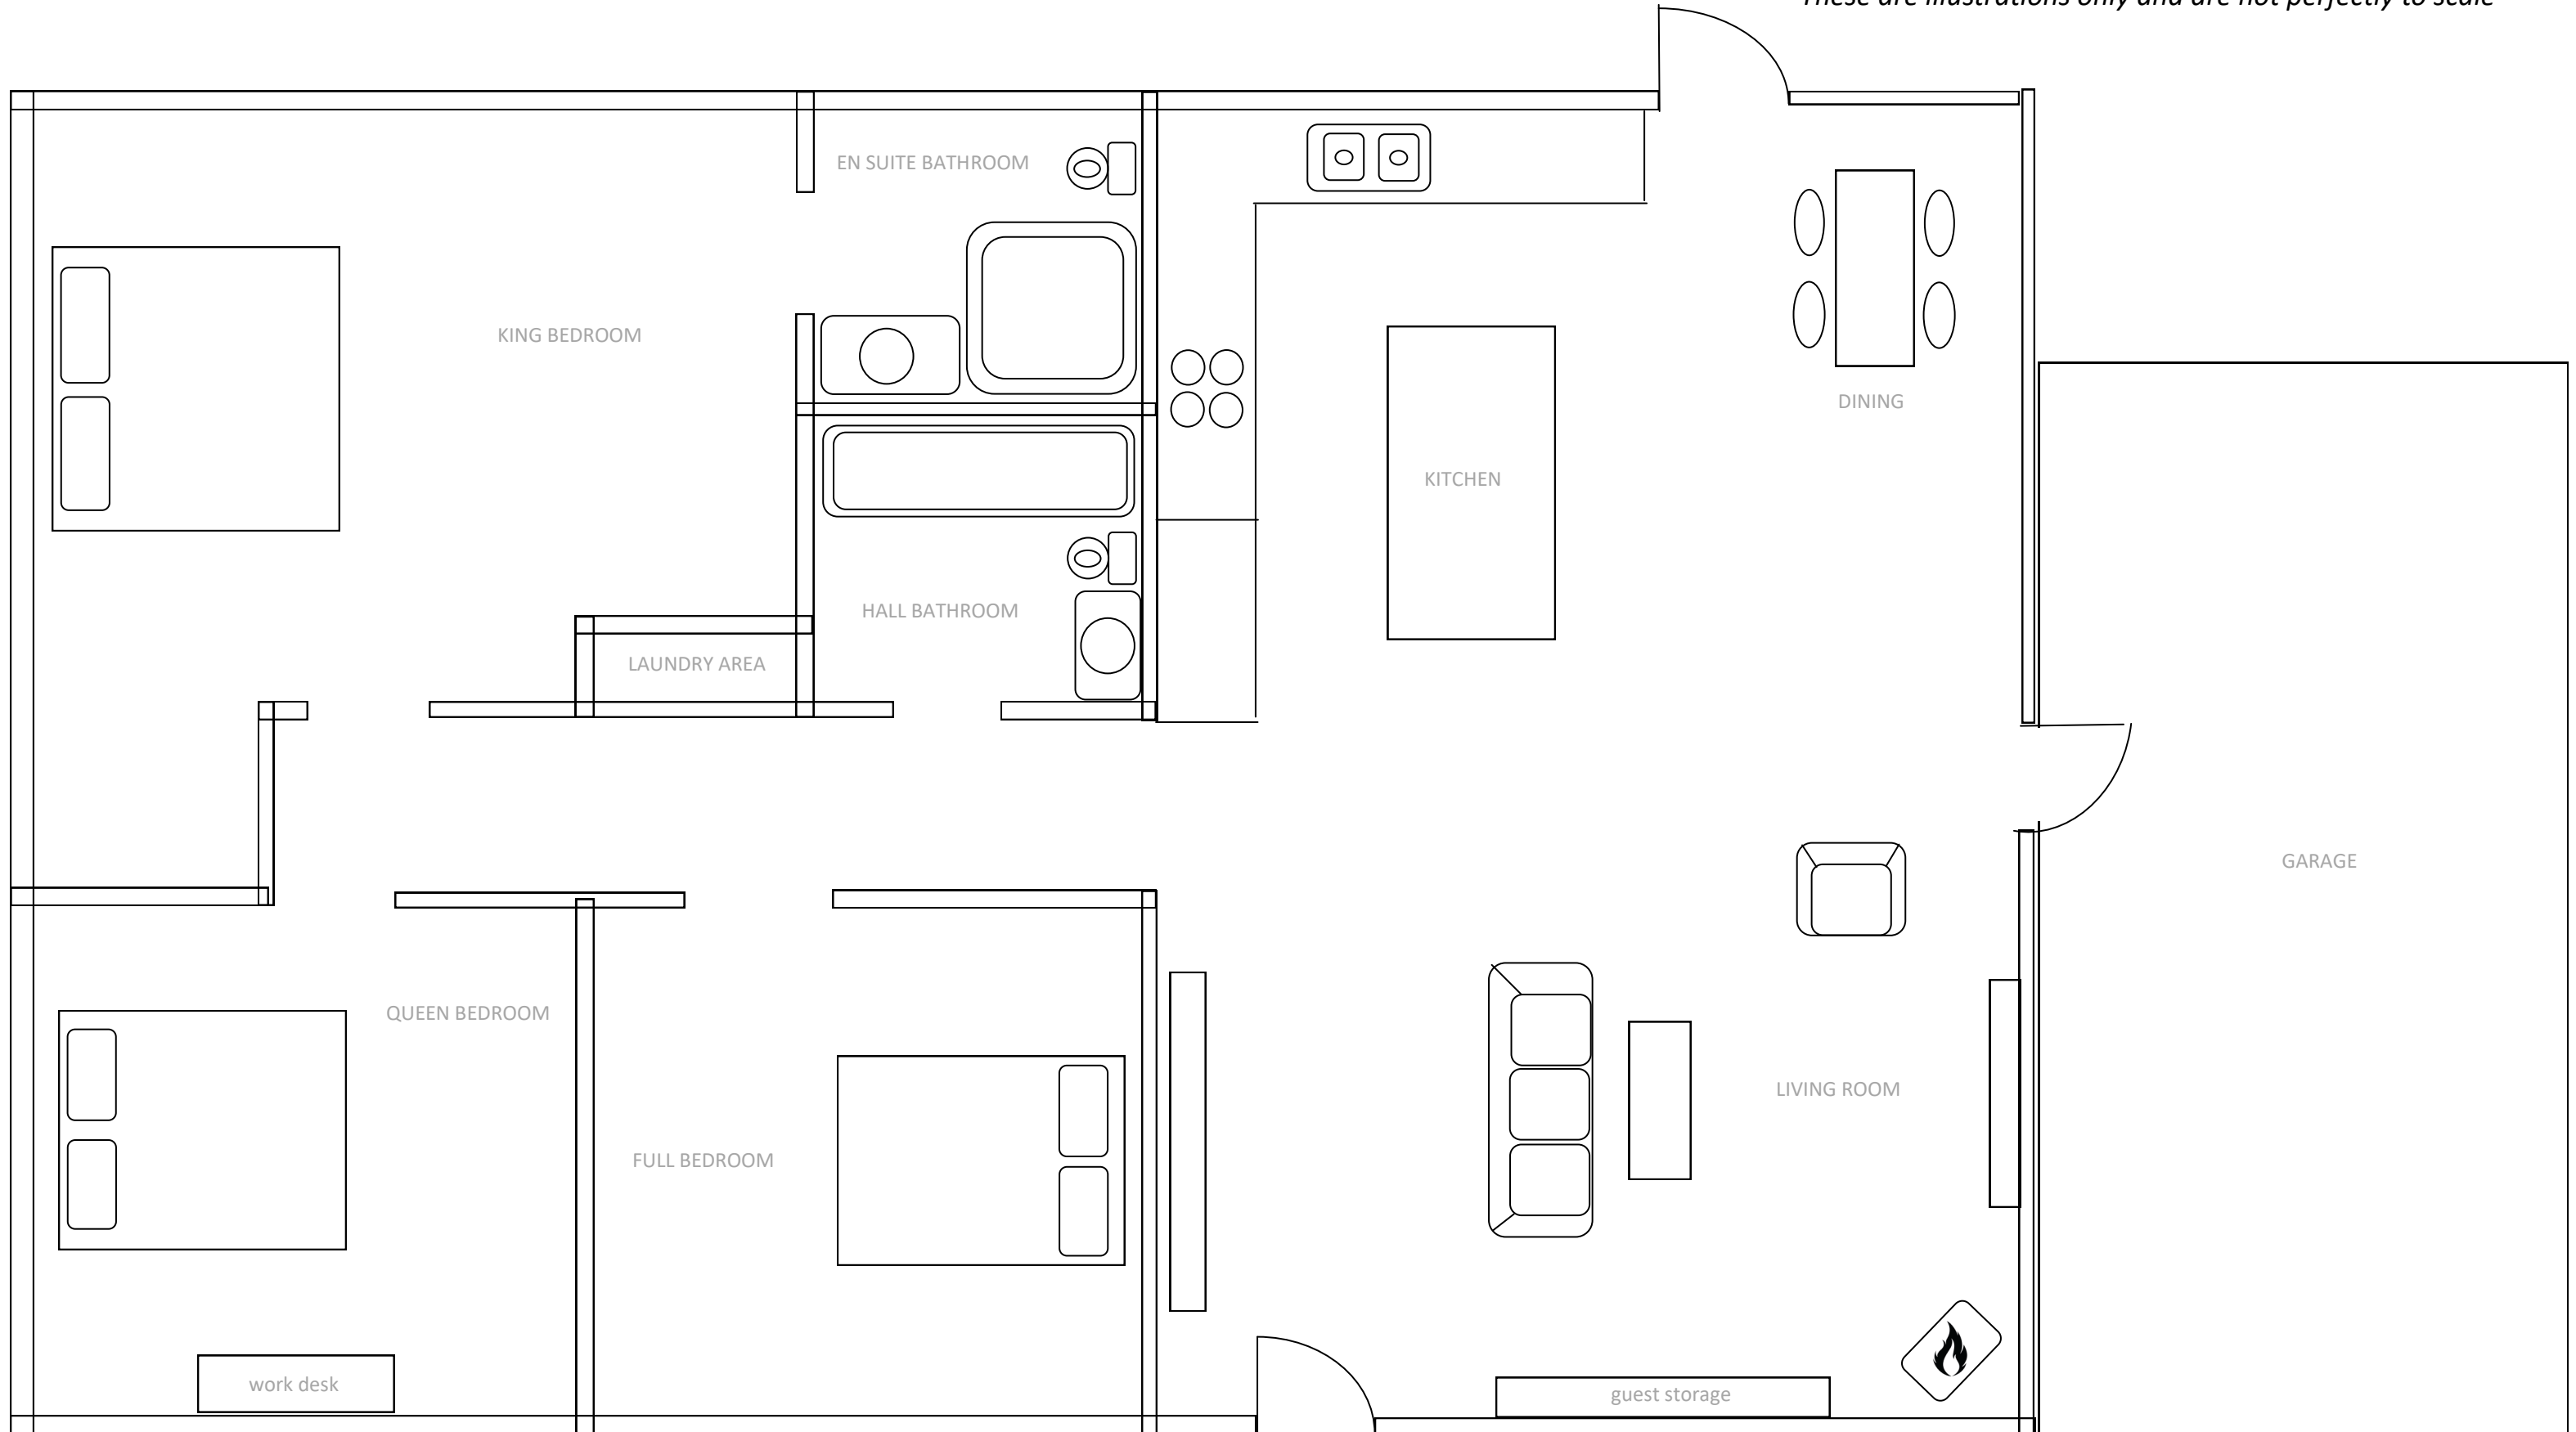 These are illustrations only and are not perfectly to scale
EN SUITE BATHROOM
KING BEDROOM
DINING
KITCHEN
HALL BATHROOM
LAUNDRY AREA
GARAGE
QUEEN BEDROOM
LIVING ROOM
FULL BEDROOM
work desk
guest storage